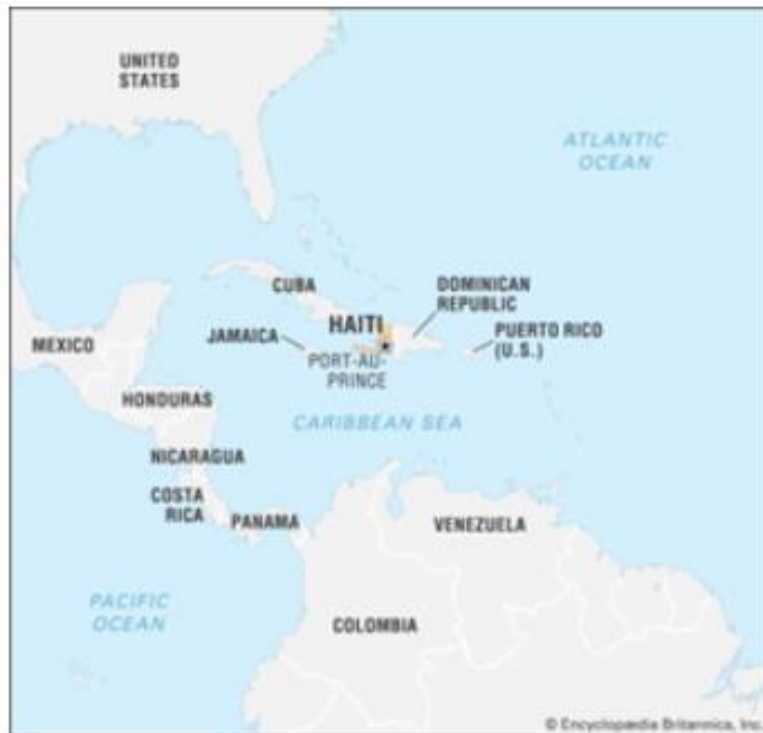 UNITED
STATES
ATLANTIC
OCEAN
CUBA
DOMINICAN
REPUBLIC
HAITI
JAMAICA
PUERTO RICO
(U.S.)
MEXICO
PORT-AU-
PRINCE
HONDURAS
CARIBBEAN SEA
NICARAGUA
COSTA
RICA
PANAMA
VENEZUELA
PACIFIC
OCEAN
COLOMBIA
© Encyclopædia Britannica, Inc.